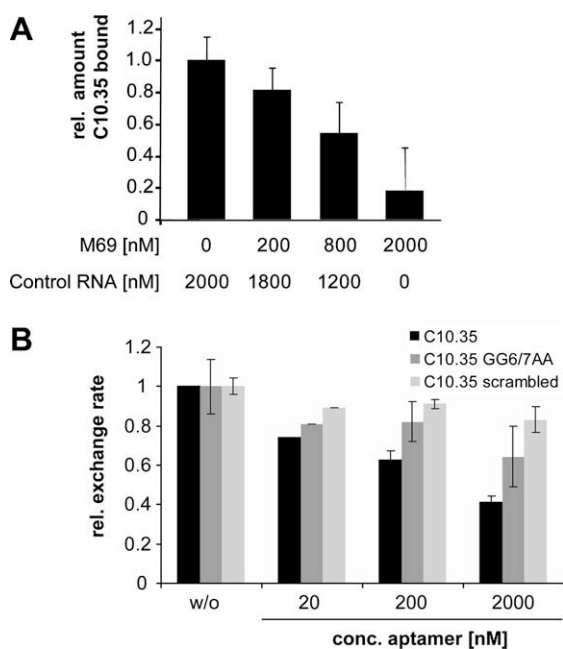 A
rel. amount
C10.35 bound
1.2
1.0
0.8
0.6
0.4
0.2
0
M69 [nM] 0 200 800 2000
Control RNA [nM] 2000 1800 1200 0
B
C10.35
C10.35 GG6/7AA
C10.35 scrambled
rel. exchange rate
1.2
1
0.8
0.6
0.4
0.2
0
w/o 20 200 2000
conc. aptamer [nM]